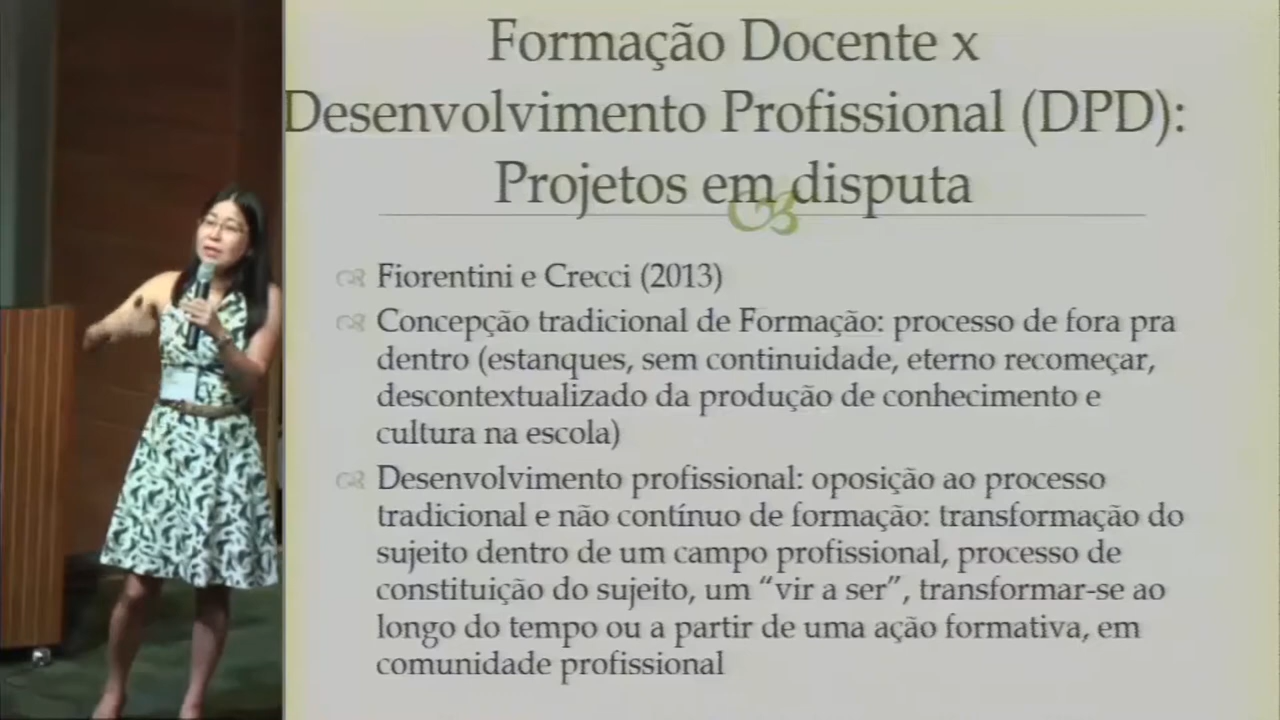 Formação Docente x
Desenvolvimento Profissional (DPD):
Projetos em disputa
Fiorentini e Crecci (2013)
Concepção tradicional de Formação: processo de fora pra
dentro (estanques, sem continuidade, eterno recomeçar,
descontextualizado da produção de conhecimento e
cultura na escola)
Desenvolvimento profissional: oposição ao processo
tradicional e não contínuo de formação: transformação do
sujeito dentro de um campo profissional, processo de
constituição do sujeito, um “vir a ser”, transformar-se ao
longo do tempo ou a partir de uma ação formativa, em
comunidade profissional